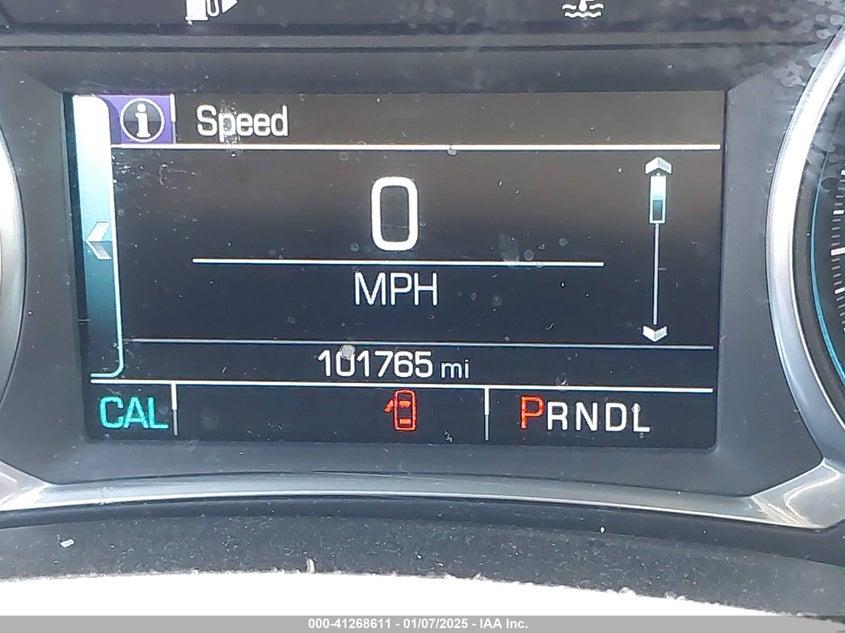 Speed
0
MPH
101765 mi
CAL
PRNDL
000-41268611 - 01/07/2025 - IAA Inc.